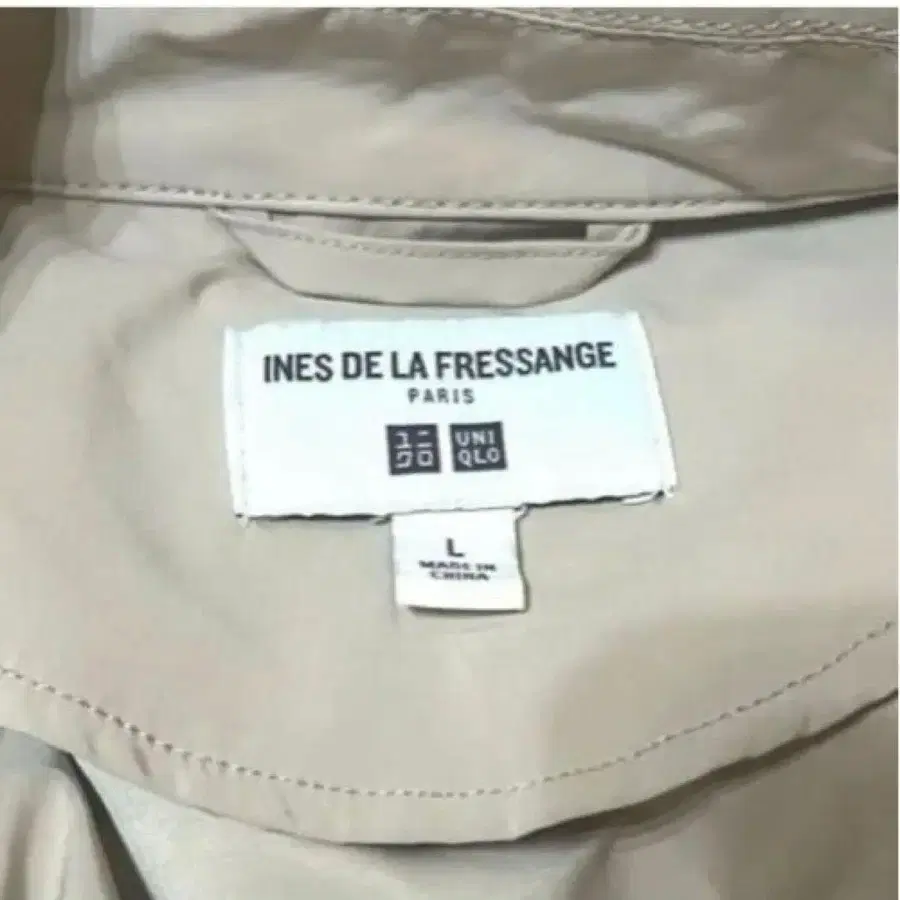 INES DE LA FRESSANGE
PARIS
ユニ UNI
クロ QLO
L
MADE IN
CHINA